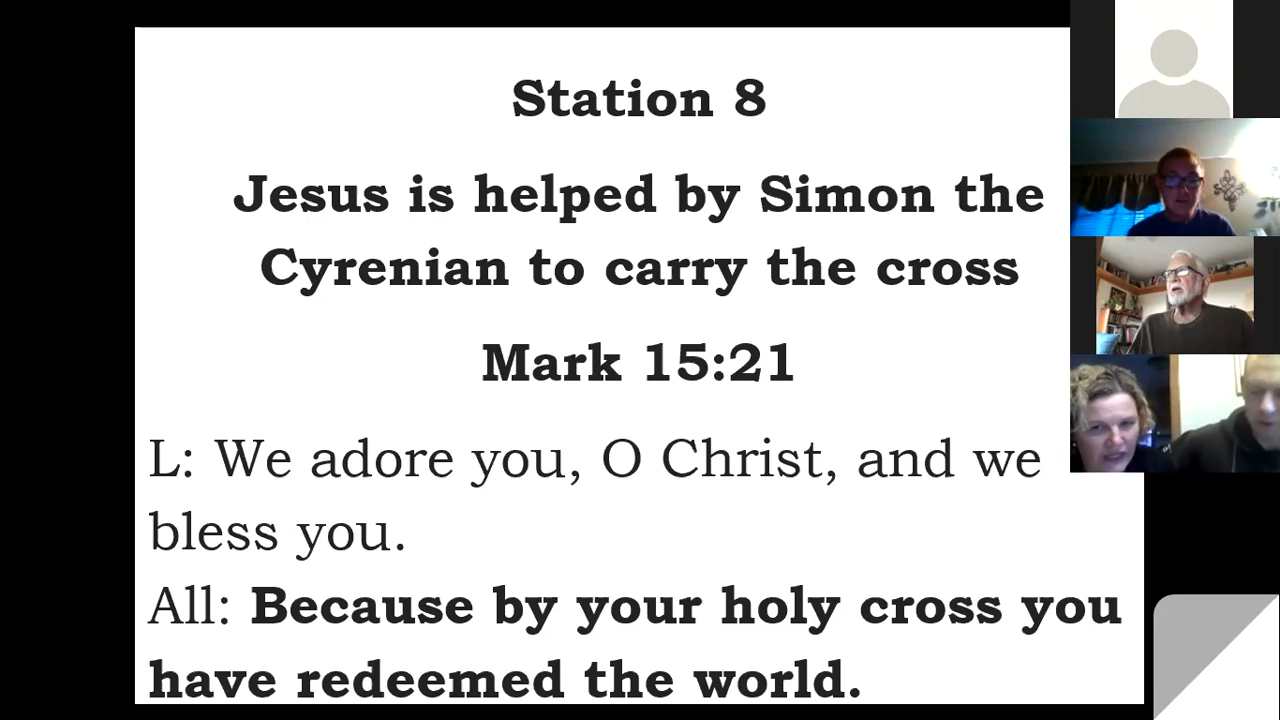 Station 8
Jesus is helped by Simon the
Cyrenian to carry the cross
Mark 15:21
L: We adore you, O Christ, and we
bless you.
All: Because by your holy cross you
have redeemed the world.